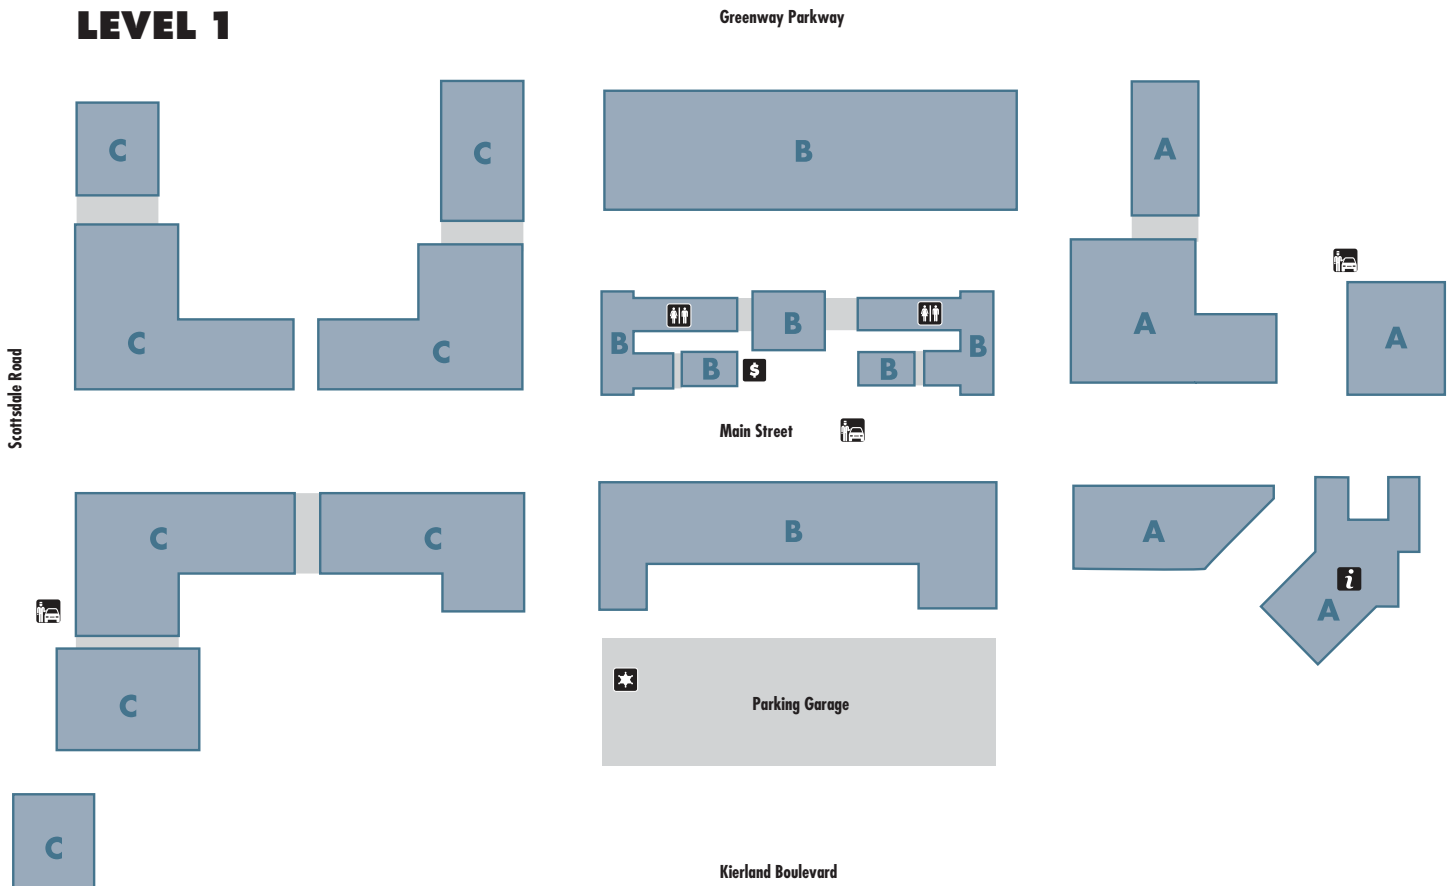 LEVEL 1
Greenway Parkway
C
C
B
A
C
C
B
B
B
B
B
$
B
A
A
Scottsdale Road
Main Street
C
C
B
A
i
A
C
Parking Garage
C
Kierland Boulevard